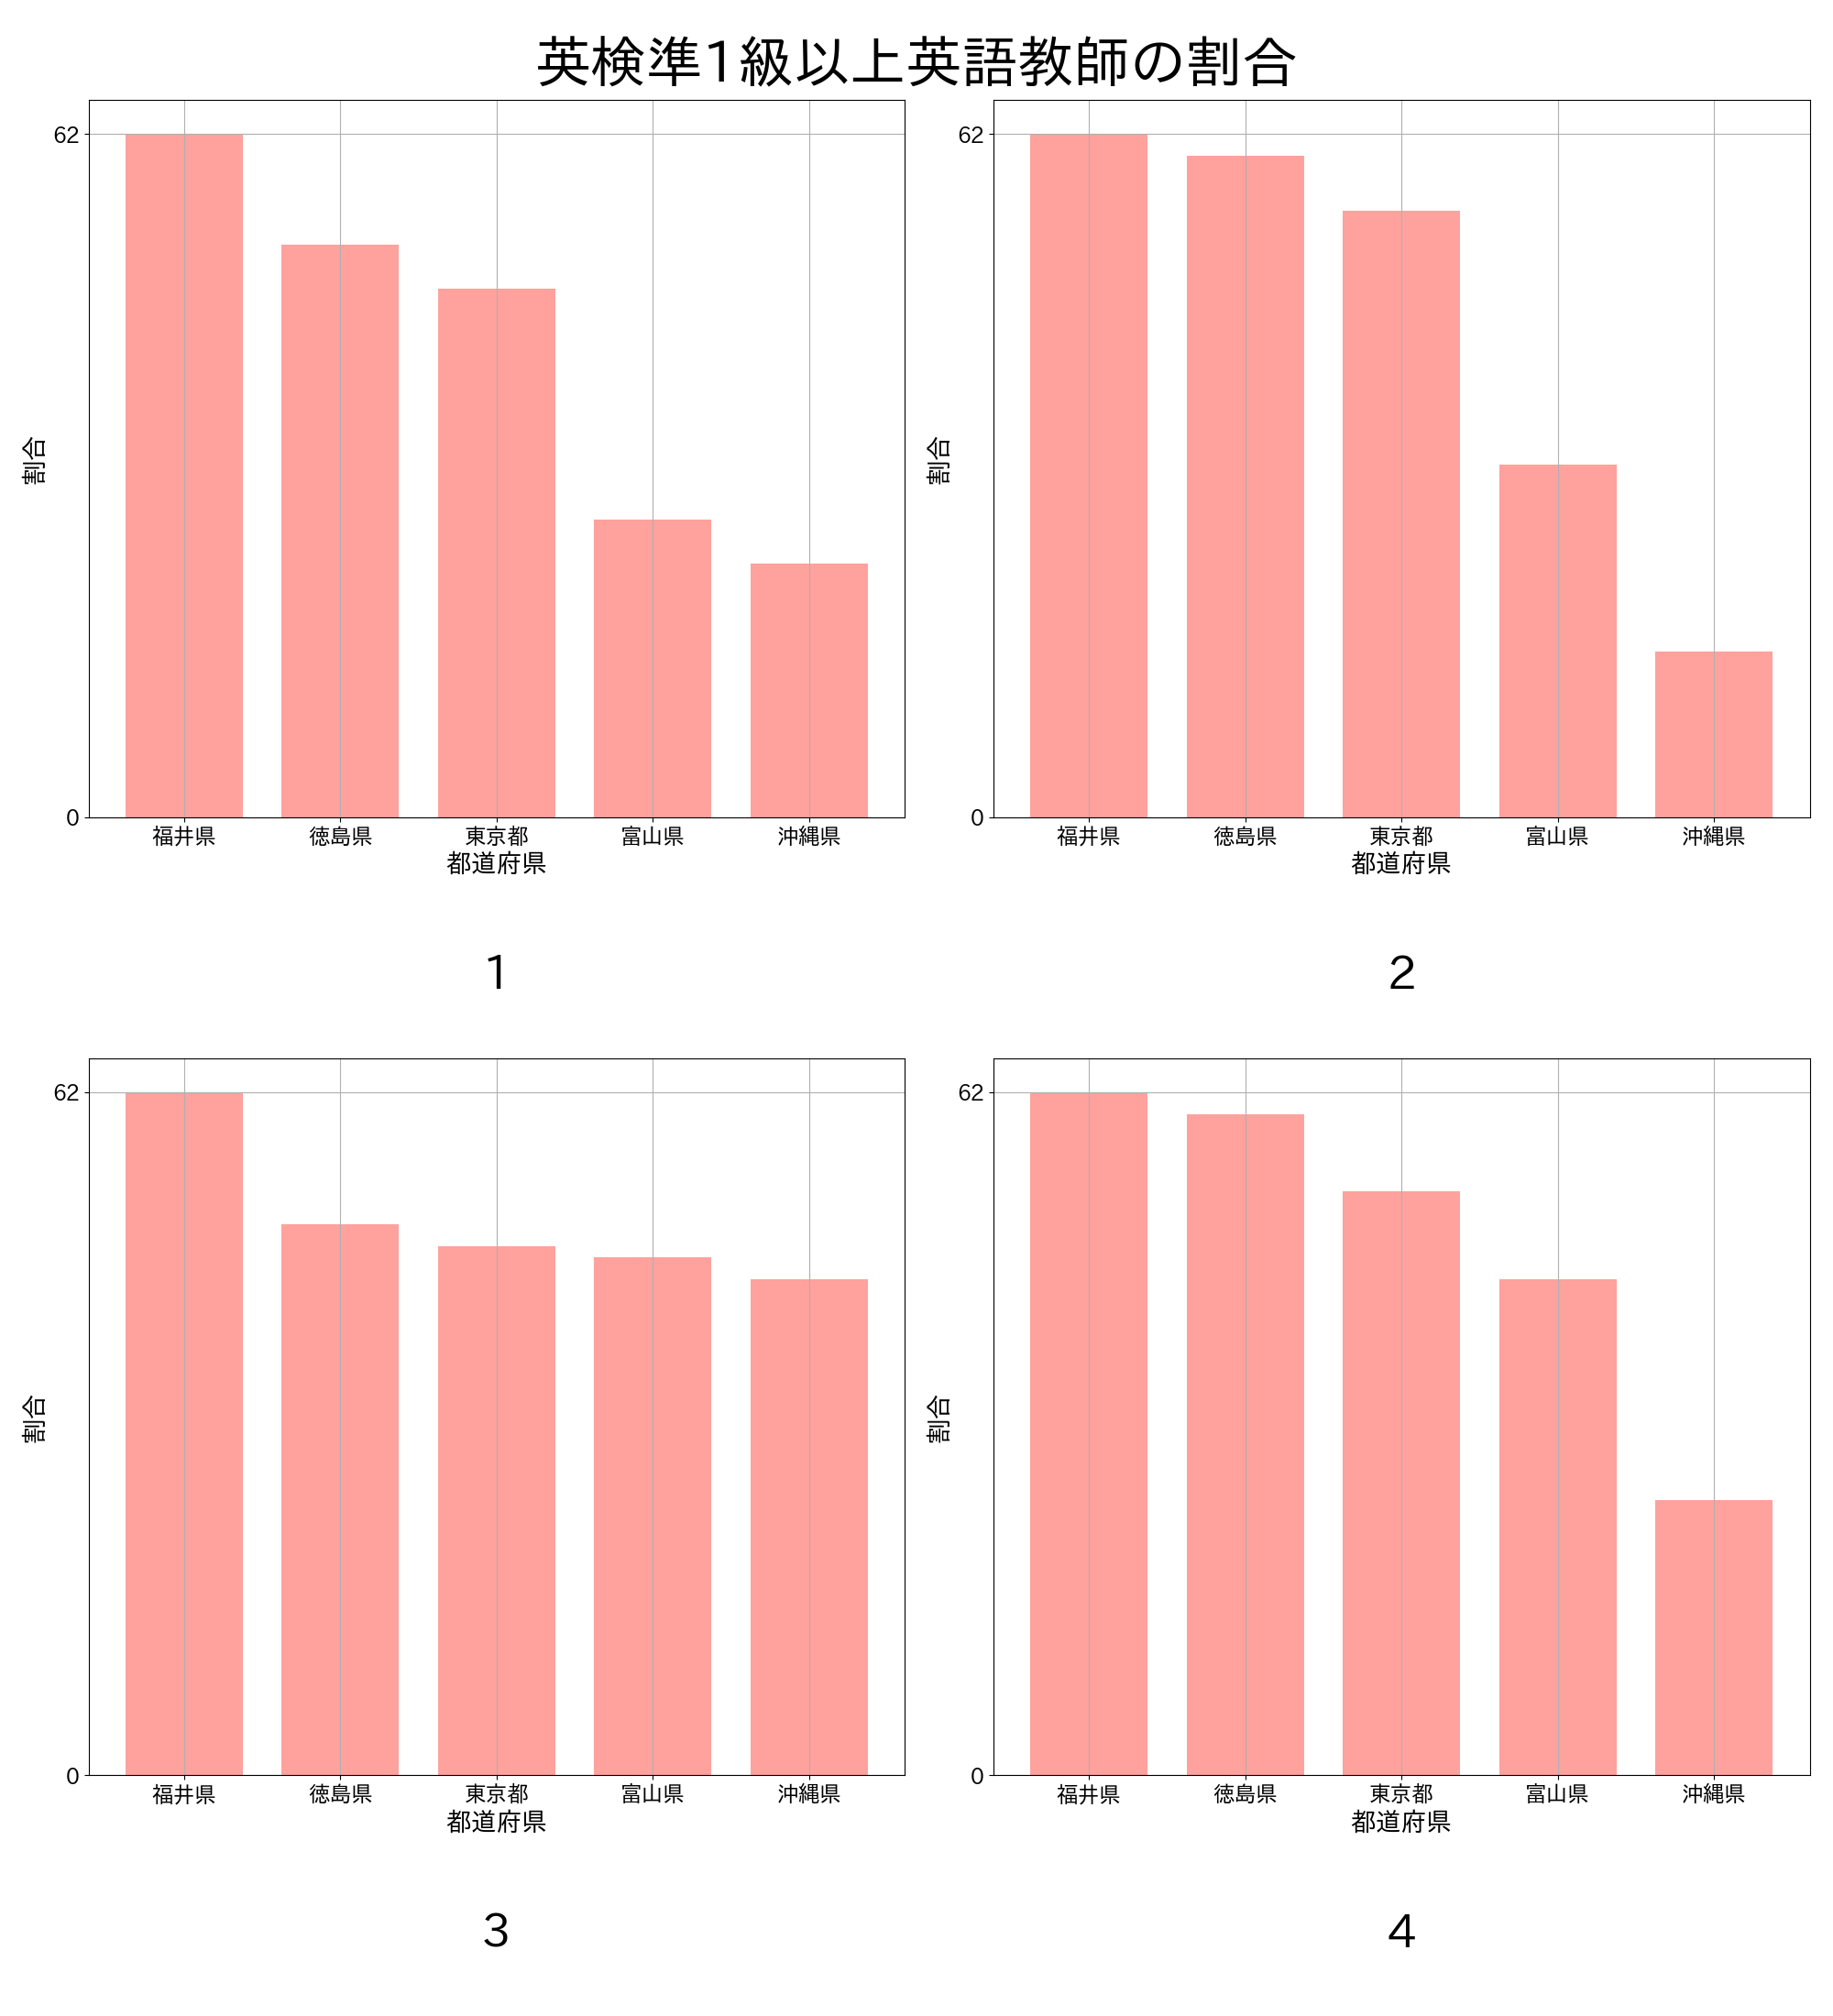 英検準1級以上英語教師の割合
62
割合
0
福井県 徳島県 東京都 富山県 沖縄県
都道府県
1
62
割合
0
福井県 徳島県 東京都 富山県 沖縄県
都道府県
2
62
割合
0
福井県 徳島県 東京都 富山県 沖縄県
都道府県
3
62
割合
0
福井県 徳島県 東京都 富山県 沖縄県
都道府県
4